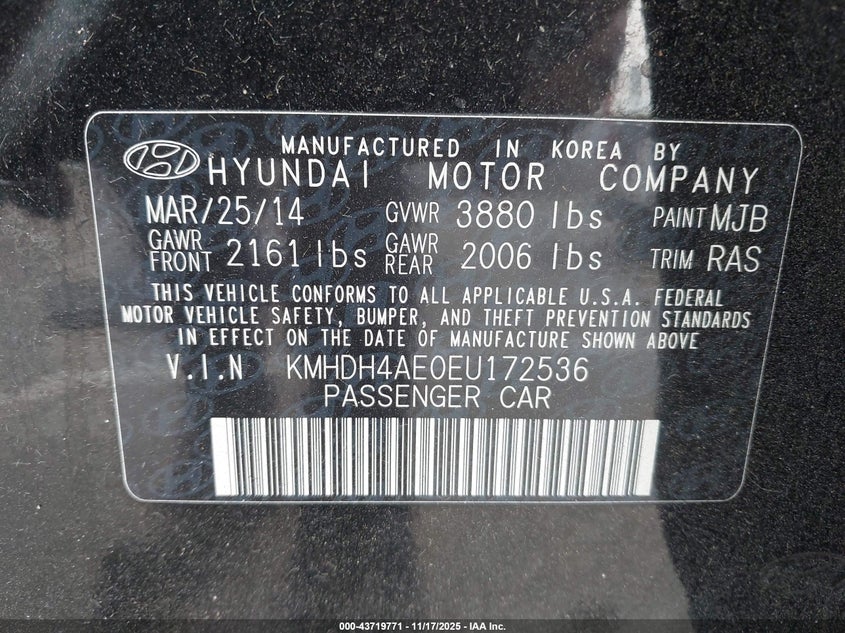 MANUFACTURED IN KOREA BY
HYUNDAI MOTOR COMPANY
MAR/25/14 GVWR 3880 lbs PAINT MJB
GAWR FRONT 2161 lbs GAWR REAR 2006 lbs TRIM RAS
THIS VEHICLE CONFORMS TO ALL APPLICABLE U.S.A. FEDERAL
MOTOR VEHICLE SAFETY, BUMPER, AND THEFT PREVENTION STANDARDS
IN EFFECT ON THE DATE OF MANUFACTURE SHOWN ABOVE
V.I.N KMHDH4AE0EU172536
PASSENGER CAR
000-43719771 - 11/17/2025 - IAA Inc.